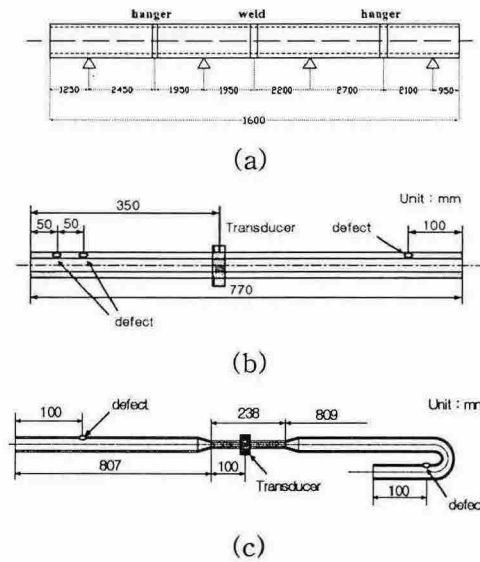 hanger weld hanger
1250 2450 1950 1950 2200 2700 2100 950
1600
(a)
Unit : mm
350
50 50 Transducer defect 100
770
defect
(b)
Unit : mm
100 defect 238 809
807 100 Transducer 100 defect
(c)